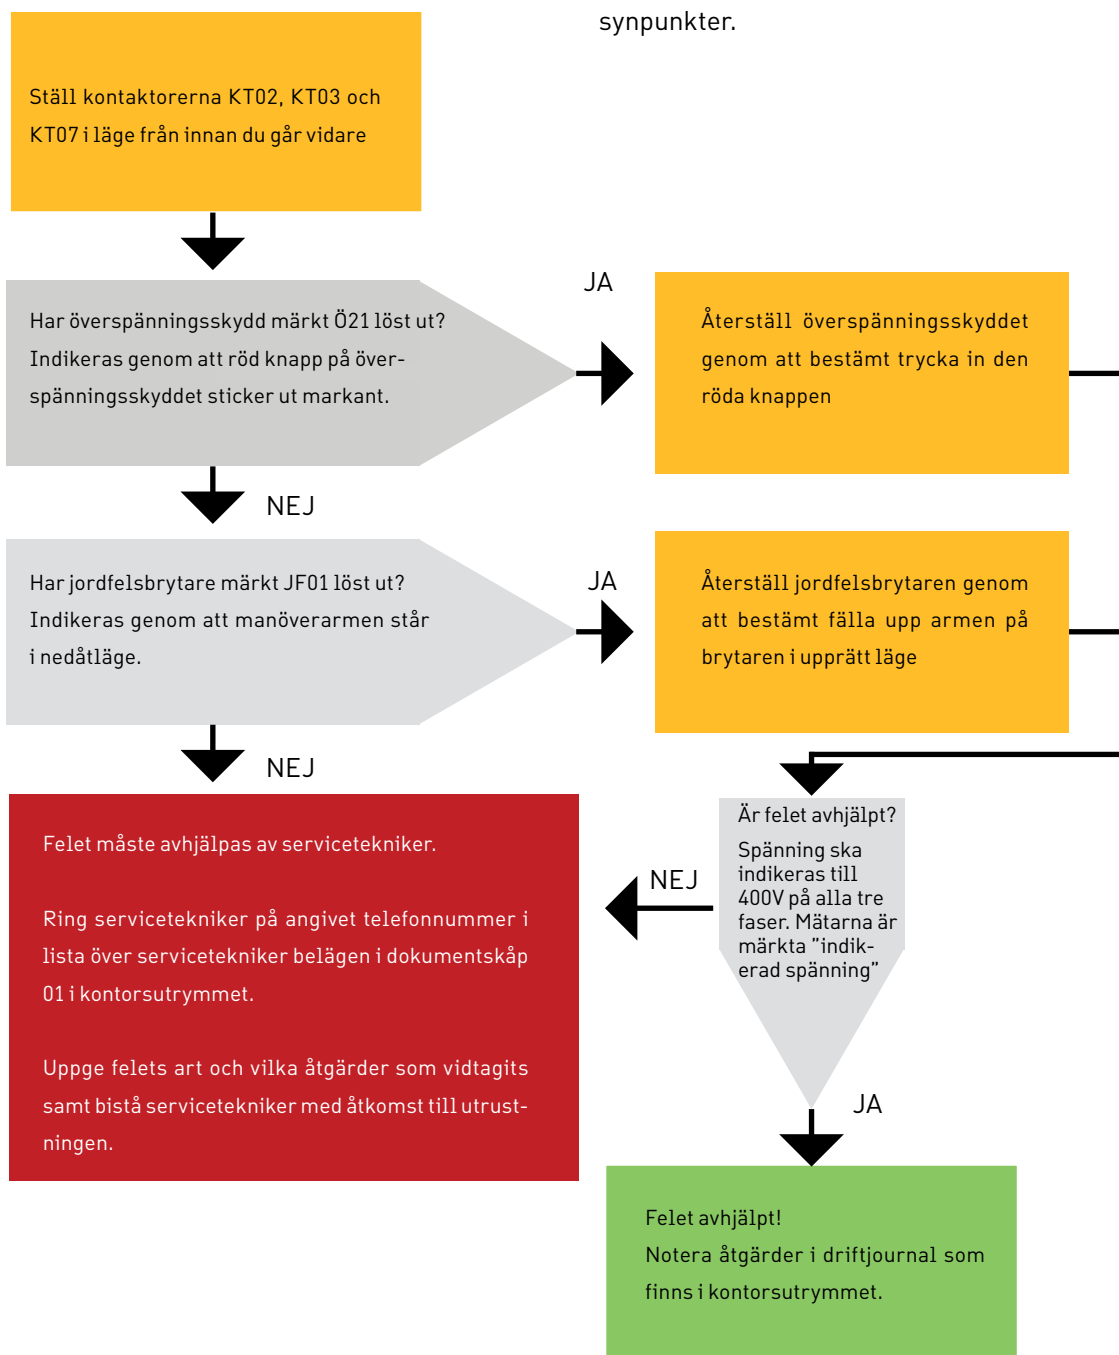 synpunkter.
Ställ kontaktorerna KT02, KT03 och
KT07 i läge från innan du går vidare
Har överspänningsskydd märkt Ö21 löst ut?
Indikeras genom att röd knapp på över-
spänningsskyddet sticker ut markant.
JA
Återställ överspänningsskyddet
genom att bestämt trycka in den
röda knappen
NEJ
Har jordfelsbrytare märkt JF01 löst ut?
Indikeras genom att manöverarmen står
i nedåtläge.
JA
Återställ jordfelsbrytaren genom
att bestämt fälla upp armen på
brytaren i upprätt läge
NEJ
Felet måste avhjälpas av servicetekniker.
Ring servicetekniker på angivet telefonnummer i
lista över servicetekniker belägen i dokumentskåp
01 i kontorsutrymmet.
Uppge felets art och vilka åtgärder som vidtagits
samt bistå servicetekniker med åtkomst till utrust-
ningen.
Är felet avhjälpt?
Spänning ska
indikeras till
400V på alla tre
faser. Mätarna är
märkta ”indik-
erad spänning”
NEJ
JA
Felet avhjälpt!
Notera åtgärder i driftjournal som
finns i kontorsutrymmet.